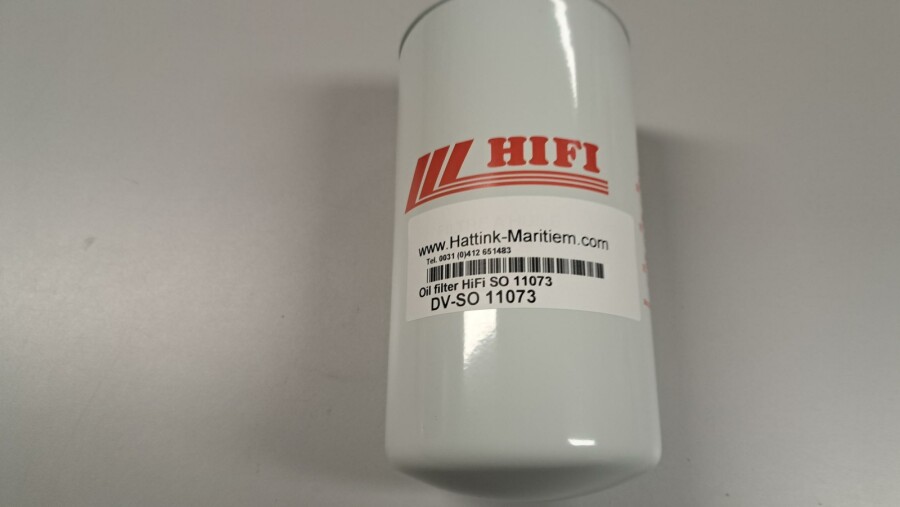 HIFI
www.Hattink-Maritiem.com
Tel. 0031 (0)412 651483
Oil filter HiFi SO 11073
DV-SO 11073